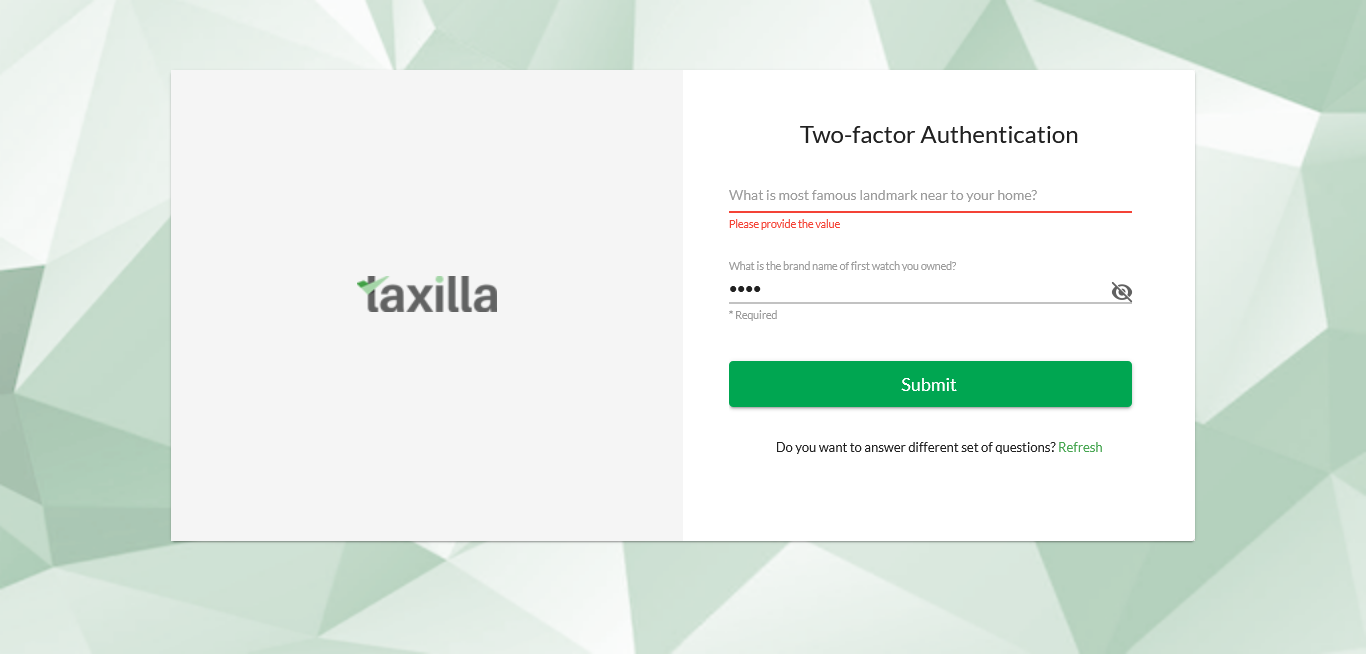 taxilla
Two-factor Authentication
What is most famous landmark near to your home?
Please provide the value
What is the brand name of first watch you owned?
••••
* Required
Submit
Do you want to answer different set of questions? Refresh